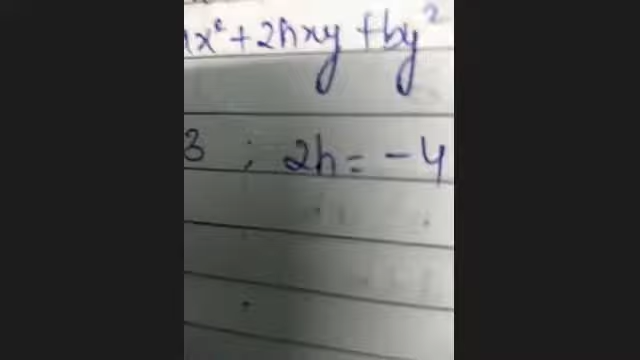 x² + 2hxy + by²
3 ; 2h = -4